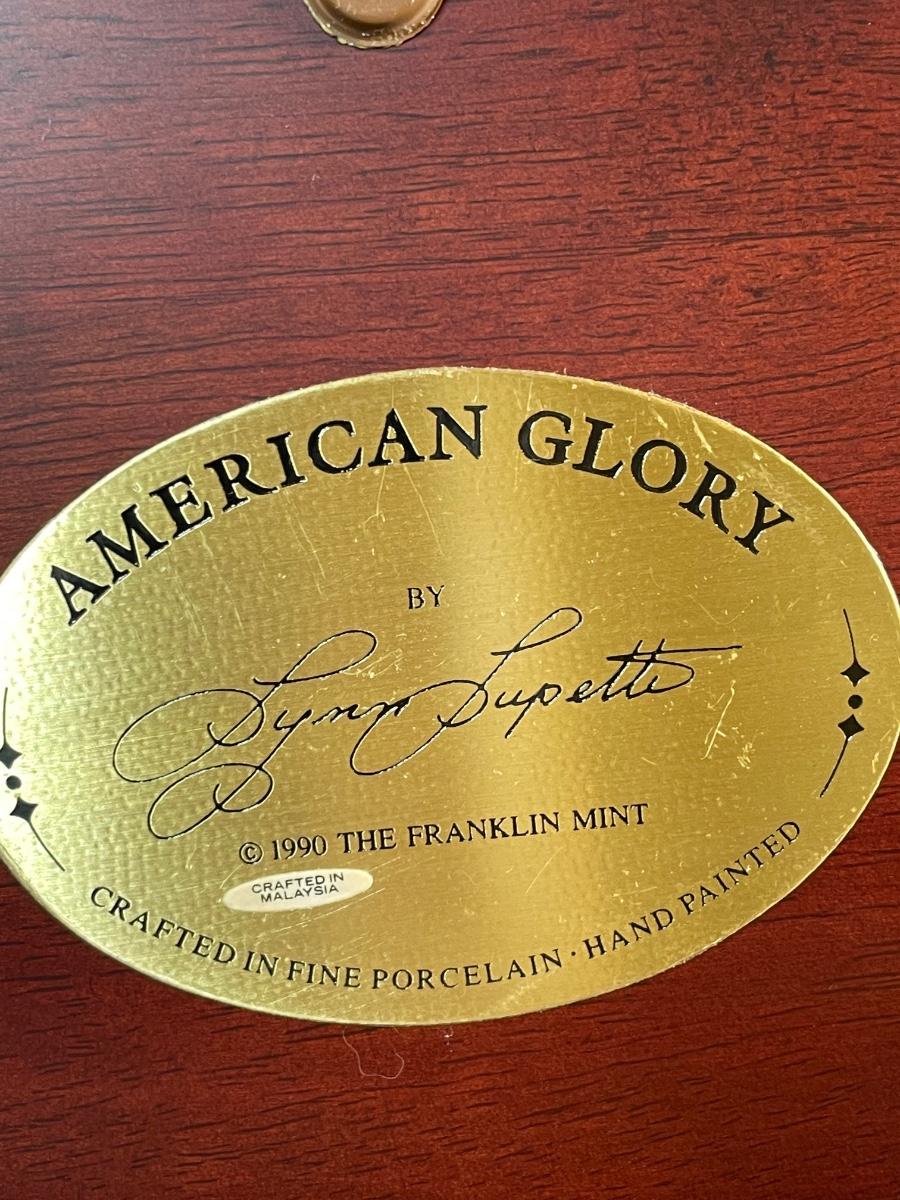 AMERICAN GLORY
BY
Lynn Lupetti
© 1990 THE FRANKLIN MINT
CRAFTED IN
MALAYSIA
CRAFTED IN FINE PORCELAIN · HAND PAINTED